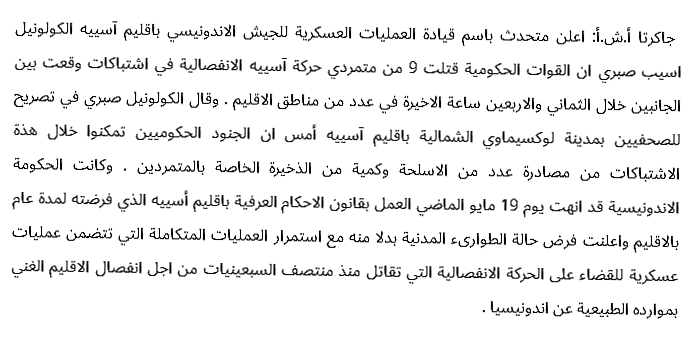 جاكرتا أ.ش.أ: اعلن متحدث باسم قيادة العمليات العسكرية للجيش الاندونيسي باقليم آسييه الكولونيل
اسيب صبري ان القوات الحكومية قتلت 9 من متمردي حركة آسييه الانفصالية في اشتباكات وقعت بين
الجانبين خلال الثماني والاربعين ساعة الاخيرة في عدد من مناطق الاقليم . وقال الكولونيل صبري في تصريح
للصحفيين بمدينة لوكسيماوي الشمالية باقليم آسييه أمس ان الجنود الحكوميين تمكنوا خلال هذة
الاشتباكات من مصادرة عدد من الاسلحة وكمية من الذخيرة الخاصة بالمتمردين . وكانت الحكومة
الاندونيسية قد انهت يوم 19 مايو الماضي العمل بقانون الاحكام العرفية باقليم أسييه الذي فرضته لمدة عام
بالاقليم واعلنت فرض حالة الطوارىء المدنية بدلا منه مع استمرار العمليات المتكاملة التي تتضمن عمليات
عسكرية للقضاء على الحركة الانفصالية التي تقاتل منذ منتصف السبعينيات من اجل انفصال الاقليم الغني
بموارده الطبيعية عن اندونيسيا .